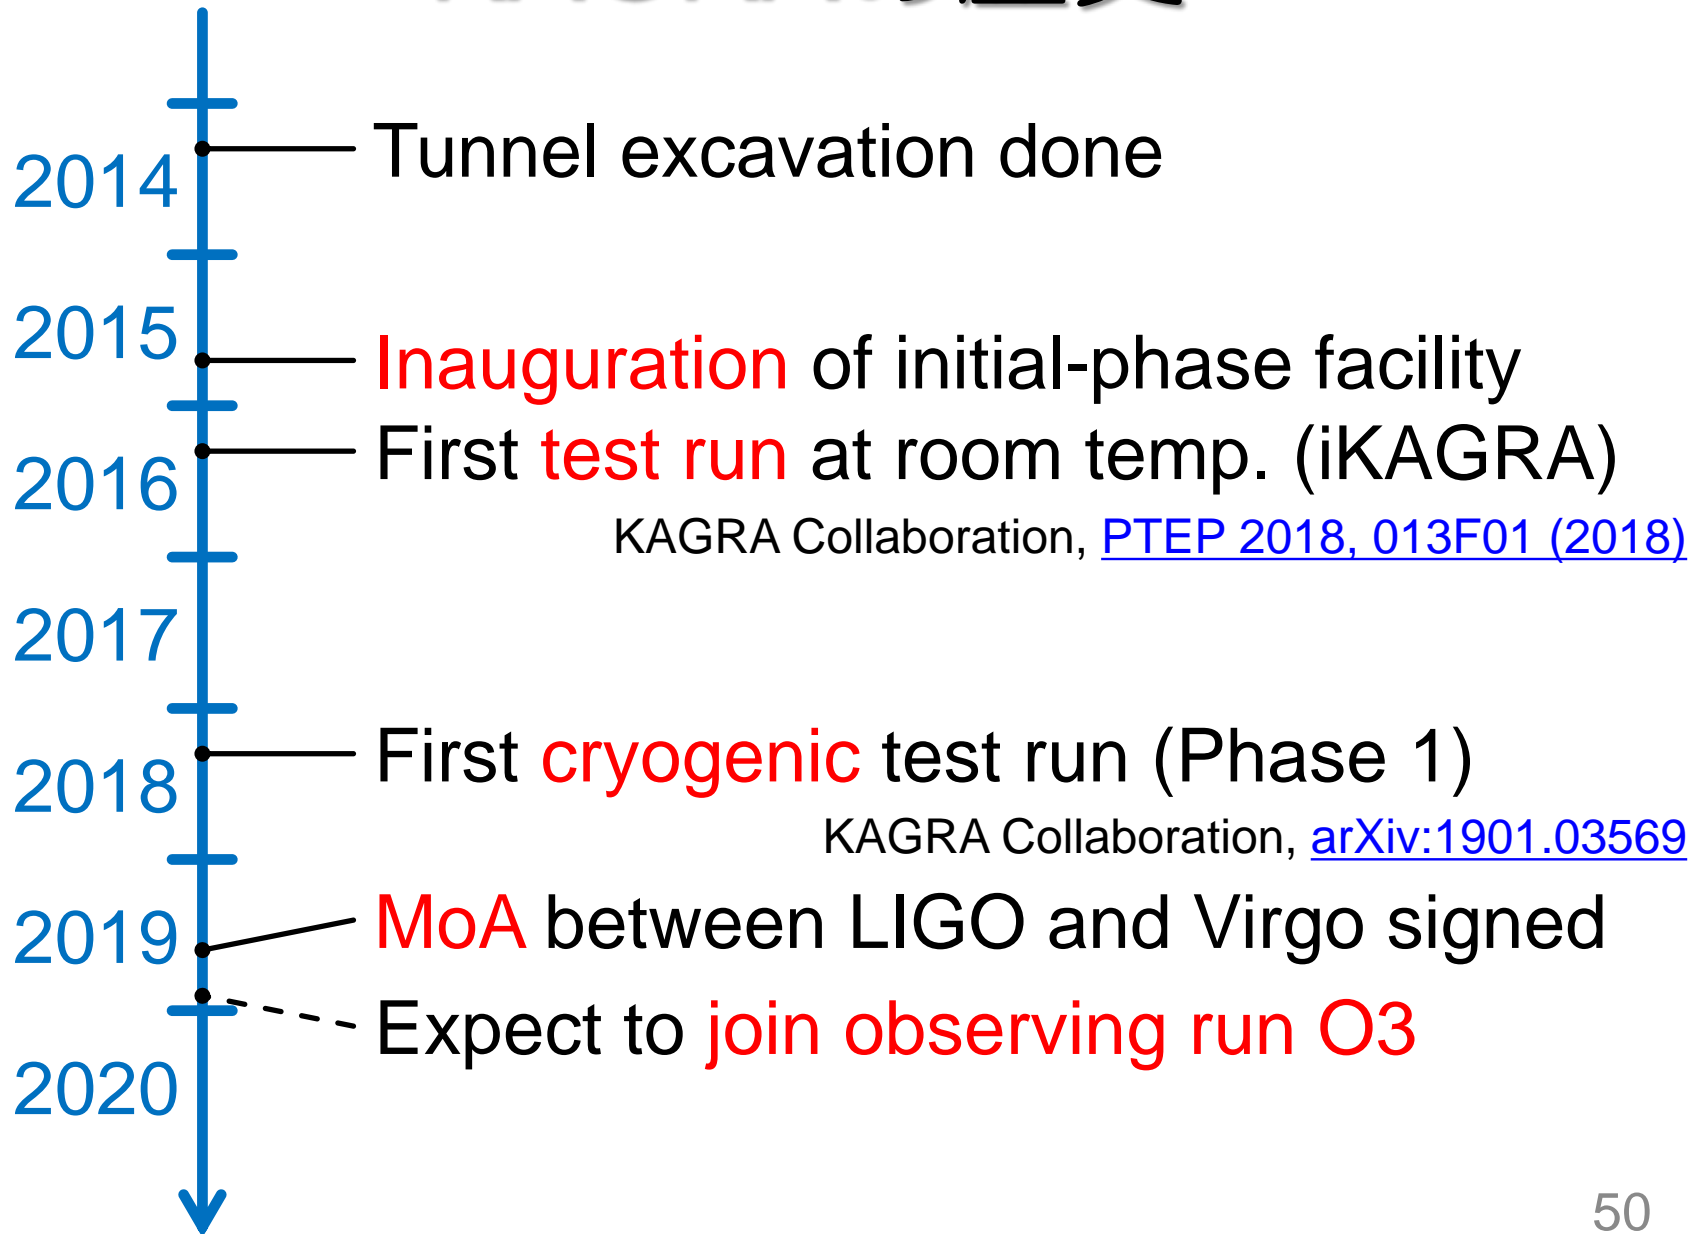 2014
Tunnel excavation done
2015
Inauguration of initial-phase facility
First test run at room temp. (iKAGRA)
2016
KAGRA Collaboration, PTEP 2018, 013F01 (2018)
2017
First cryogenic test run (Phase 1)
2018
KAGRA Collaboration, arXiv:1901.03569
MoA between LIGO and Virgo signed
2019
Expect to join observing run O3
2020
50